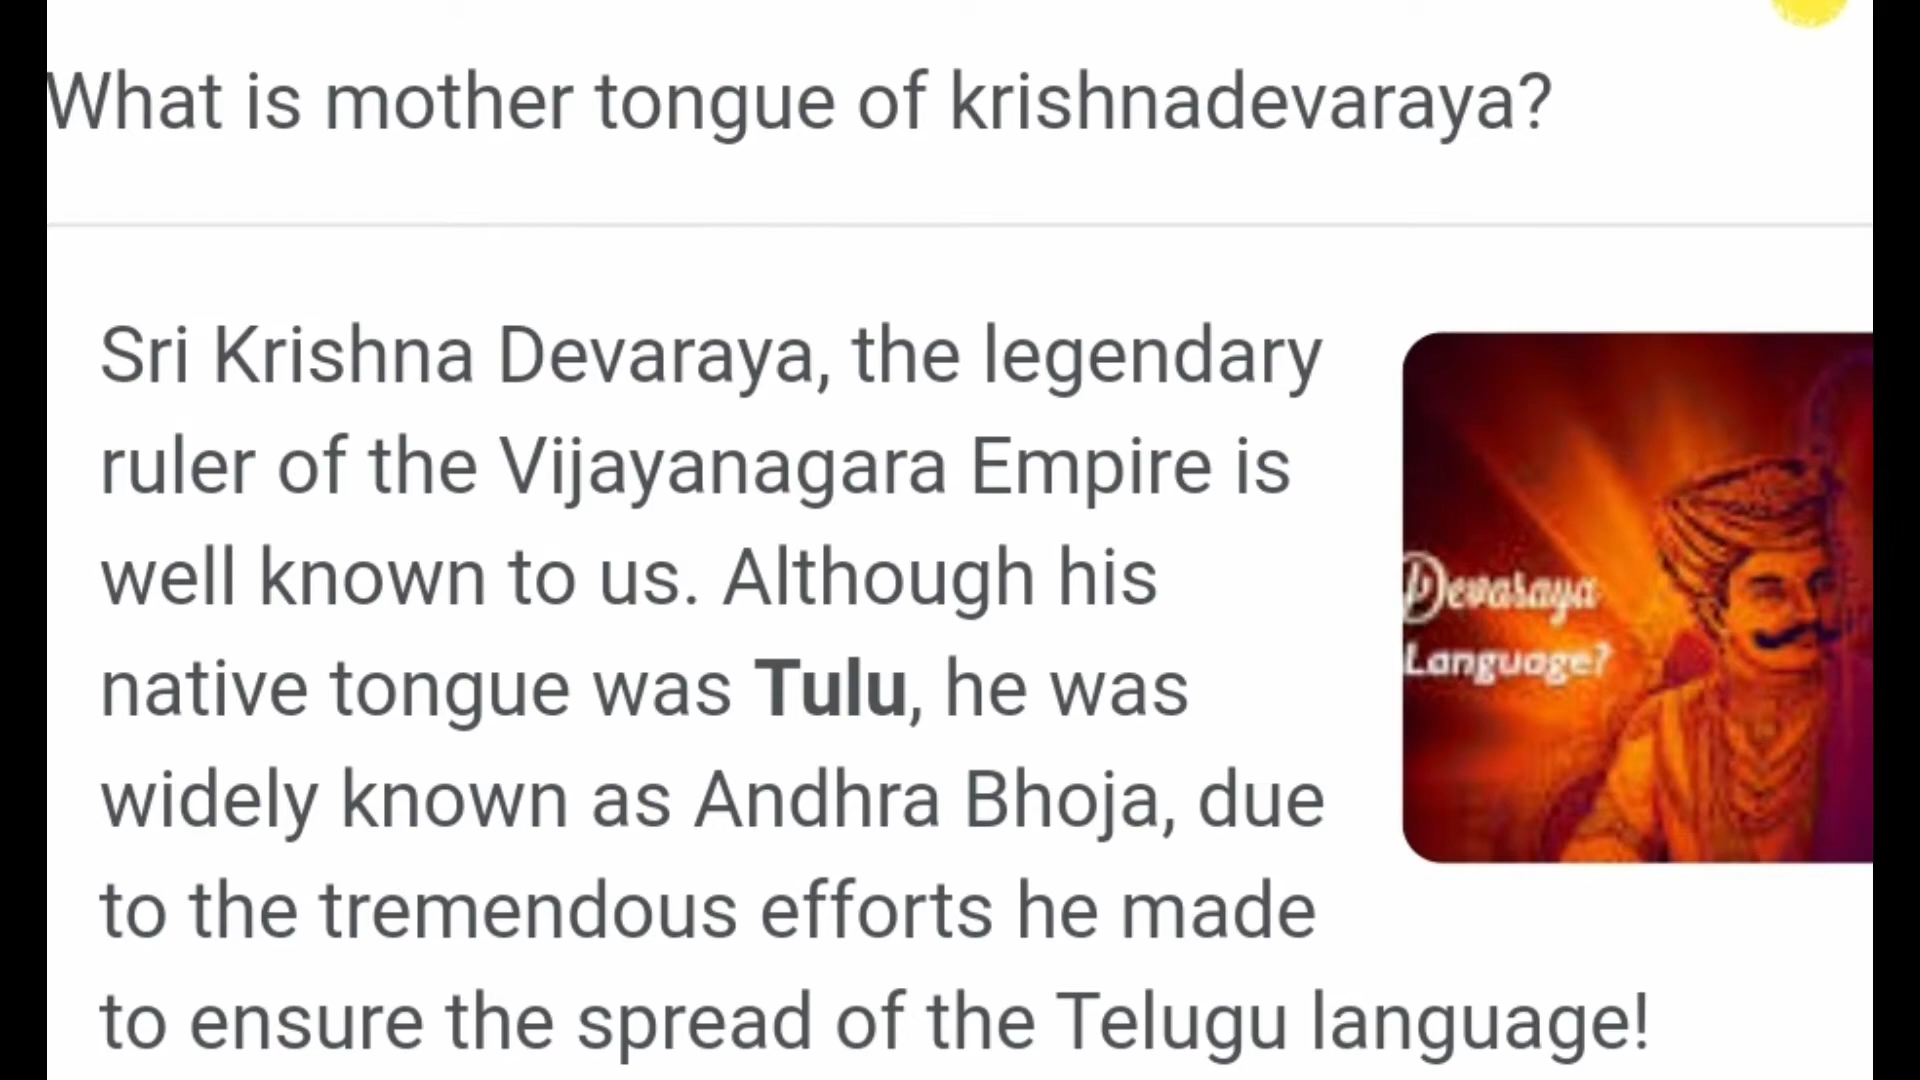 What is mother tongue of krishnadevaraya?
Sri Krishna Devaraya, the legendary
ruler of the Vijayanagara Empire is
well known to us. Although his
native tongue was Tulu, he was
widely known as Andhra Bhoja, due
to the tremendous efforts he made
to ensure the spread of the Telugu language!
Devaraya
Language?